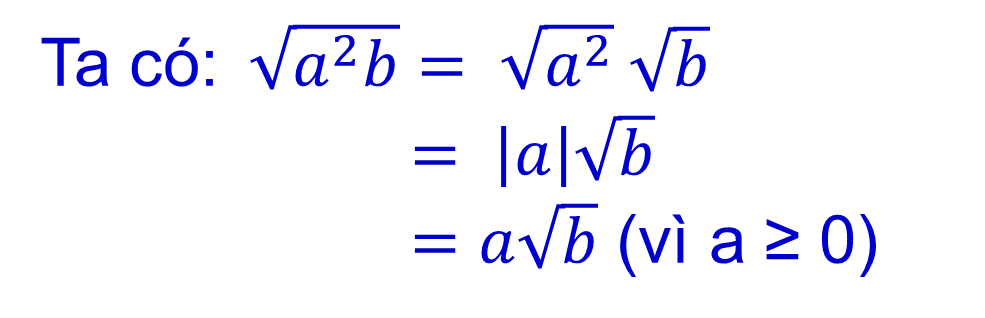 Ta có: √(a²b) = √(a²) √b
= |a|√b
= a√b (vì a ≥ 0)